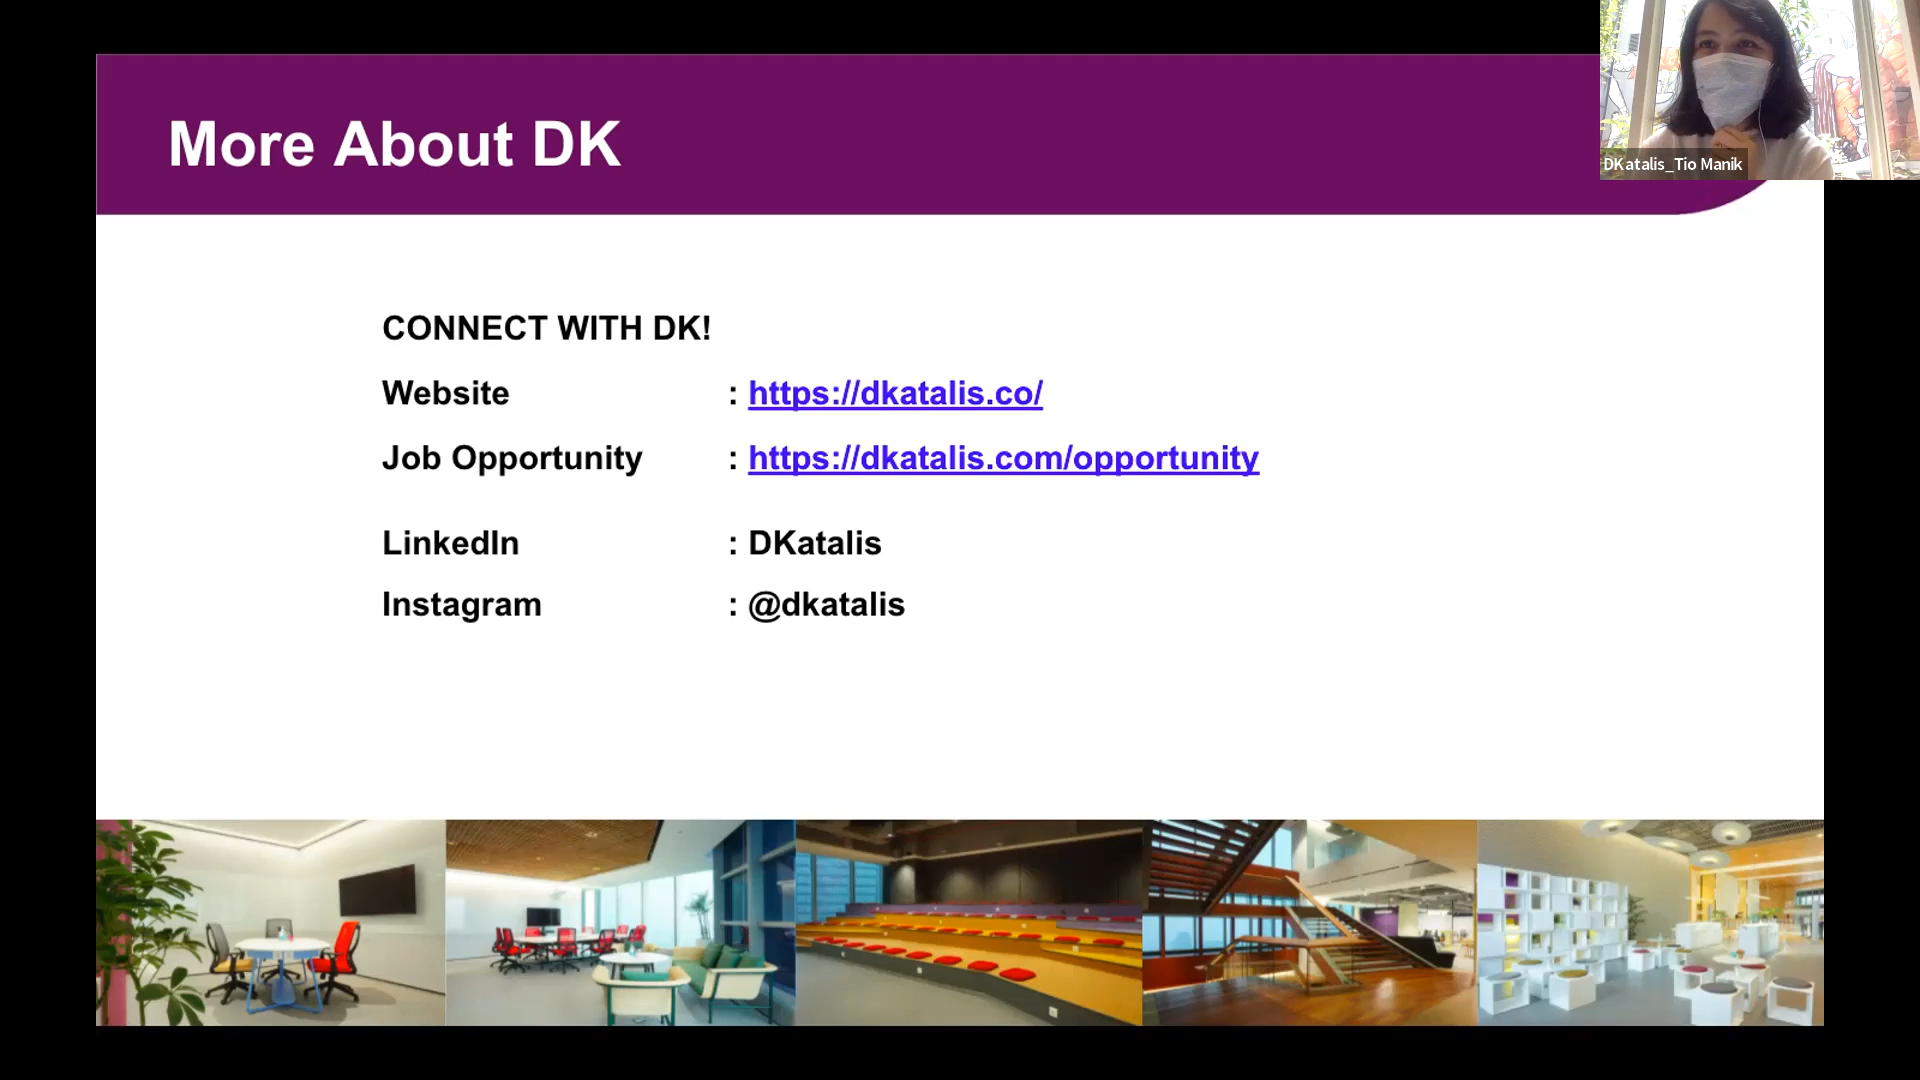 More About DK
DKatalis_Tio Manik
CONNECT WITH DK!
Website : https://dkatalis.co/
Job Opportunity : https://dkatalis.com/opportunity
LinkedIn : DKatalis
Instagram : @dkatalis